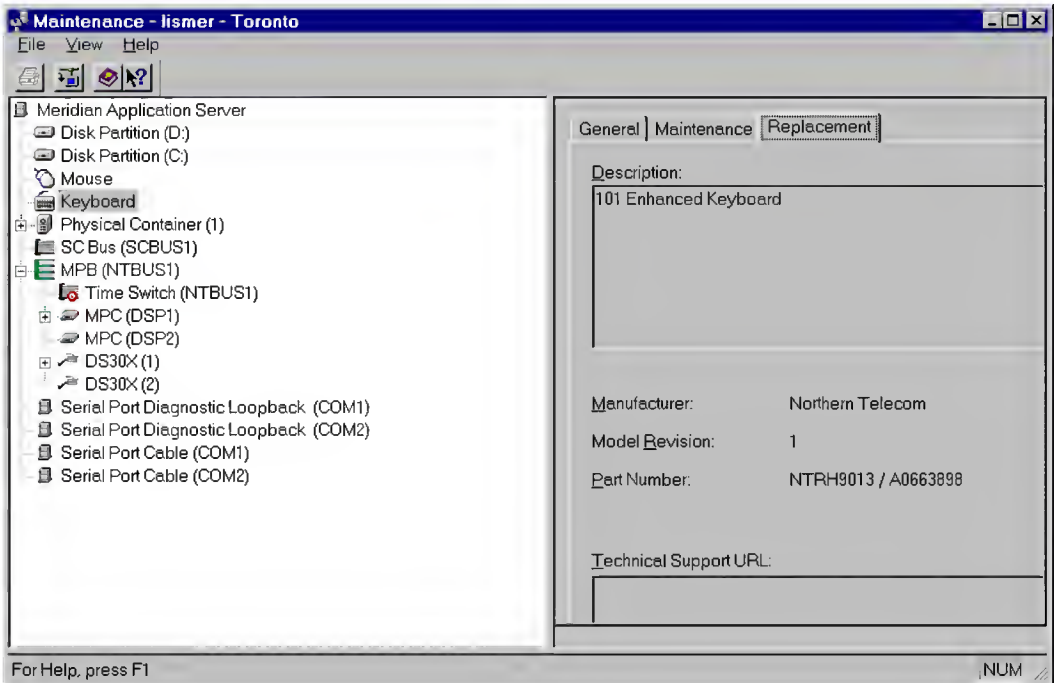 Maintenance - lismer - Toronto
File View Help
Meridian Application Server
Disk Partition (D:)
Disk Partition (C:)
Mouse
Keyboard
Physical Container (1)
SC Bus (SCBUS1)
MPB (NTBUS1)
Time Switch (NTBUS1)
MPC (DSP1)
MPC (DSP2)
DS30X (1)
DS30X (2)
Serial Port Diagnostic Loopback (COM1)
Serial Port Diagnostic Loopback (COM2)
Serial Port Cable (COM1)
Serial Port Cable (COM2)
General Maintenance Replacement
Description:
101 Enhanced Keyboard
Manufacturer: Northern Telecom
Model Revision: 1
Part Number: NTRH9013 / A0663898
Technical Support URL:
For Help, press F1
NUM